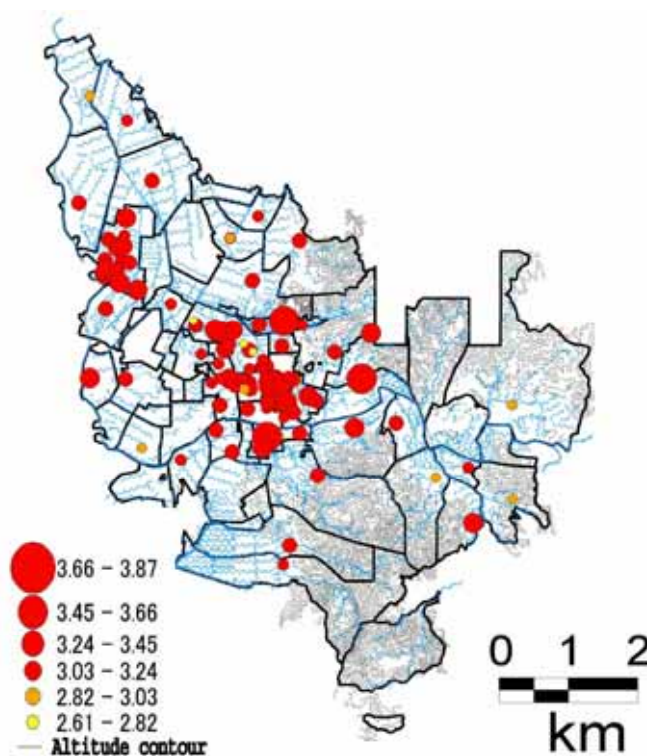 3.66 – 3.87
3.45 – 3.66
3.24 – 3.45
3.03 – 3.24
2.82 – 3.03
2.61 – 2.82
Altitude contour
0 1 2
km